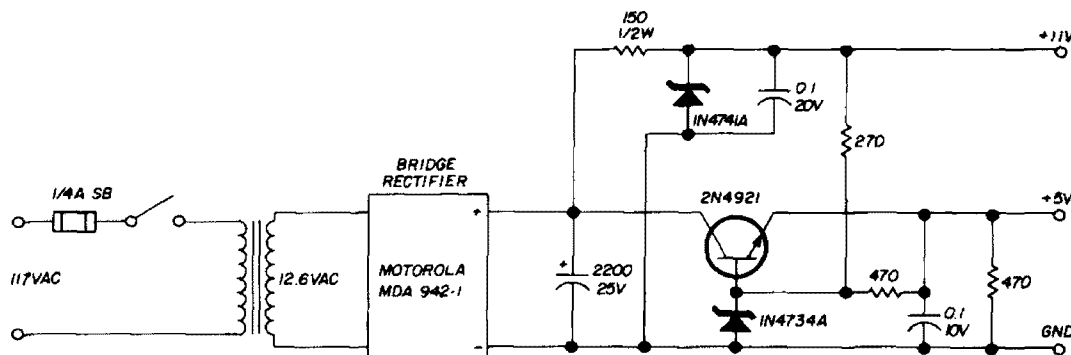 150
1/2W
+11V
0.1
20V
1N4741A
270
BRIDGE
RECTIFIER
1/4A SB
2N4921
+5V
+
117VAC
12.6VAC
MOTOROLA
MDA 942-1
+
2200
25V
470
470
1N4734A
0.1
10V
GND
-